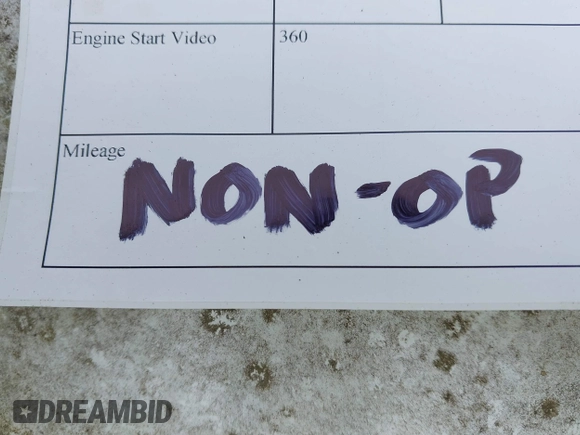 Engine Start Video
360
Mileage
NON-OP
DREAMBID